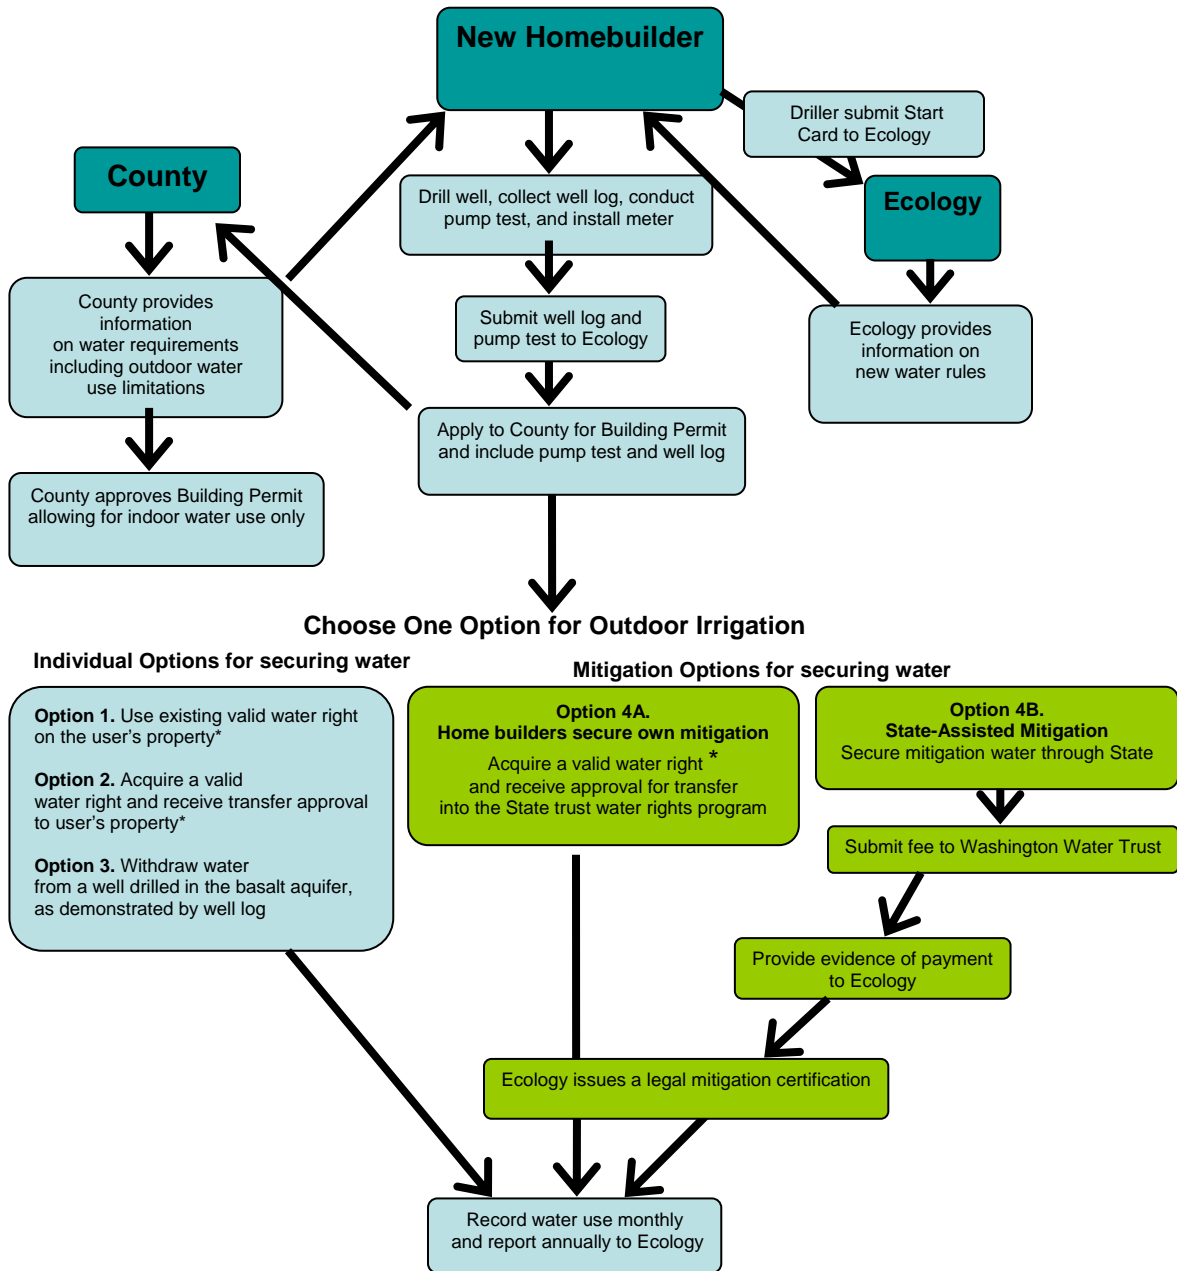 New Homebuilder
Driller submit Start
Card to Ecology
County
Ecology
Drill well, collect well log, conduct
pump test, and install meter
County provides
information
on water requirements
including outdoor water
use limitations
Submit well log and
pump test to Ecology
Ecology provides
information on
new water rules
Apply to County for Building Permit
and include pump test and well log
County approves Building Permit
allowing for indoor water use only
Choose One Option for Outdoor Irrigation
Individual Options for securing water
Mitigation Options for securing water
Option 1. Use existing valid water right
on the user's property*
Option 2. Acquire a valid
water right and receive transfer approval
to user's property*
Option 3. Withdraw water
from a well drilled in the basalt aquifer,
as demonstrated by well log
Option 4A.
Home builders secure own mitigation
Acquire a valid water right *
and receive approval for transfer
into the State trust water rights program
Option 4B.
State-Assisted Mitigation
Secure mitigation water through State
Submit fee to Washington Water Trust
Provide evidence of payment
to Ecology
Ecology issues a legal mitigation certification
Record water use monthly
and report annually to Ecology